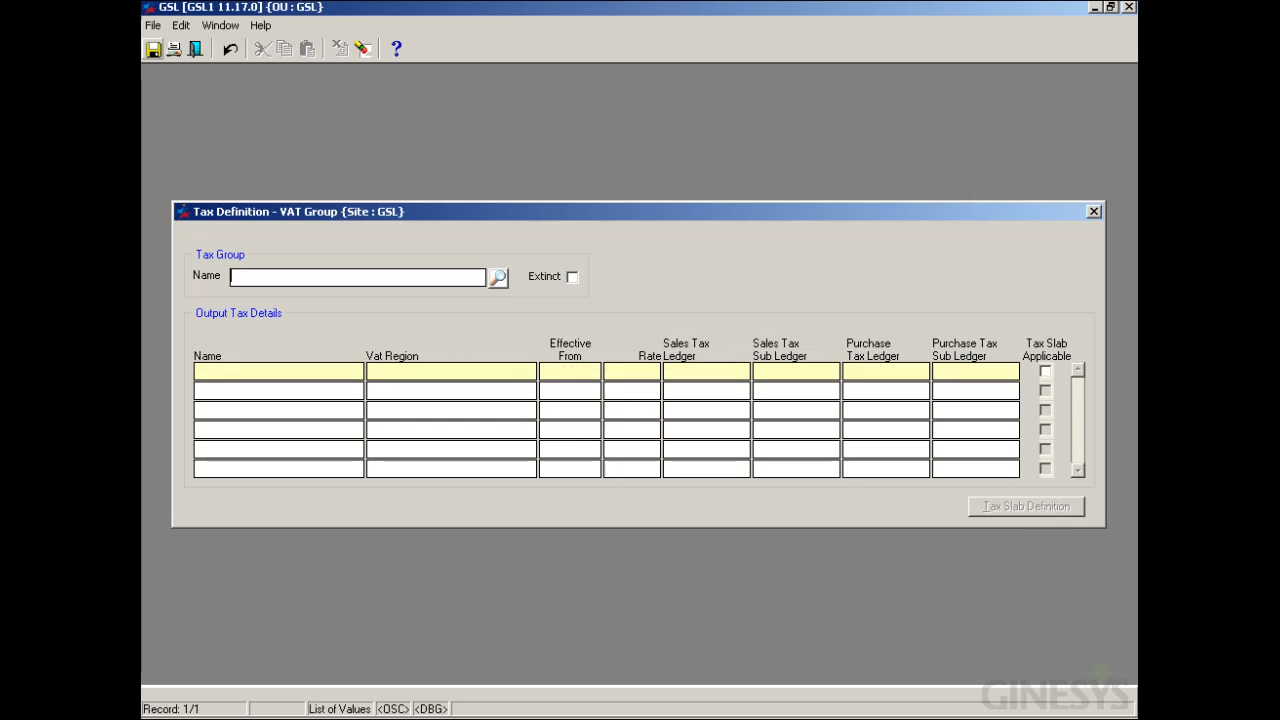 GSL [GSL1 11.17.0] {OU : GSL}
File Edit Window Help
Tax Definition - VAT Group {Site : GSL}
Tax Group
Name
Extinct
Output Tax Details
Name
Vat Region
Effective From
Rate
Sales Tax Ledger
Sales Tax Sub Ledger
Purchase Tax Ledger
Purchase Tax Sub Ledger
Tax Slab Applicable
Tax Slab Definition
GINESYS
Record: 1/1 List of Values <OSC> <DBG>